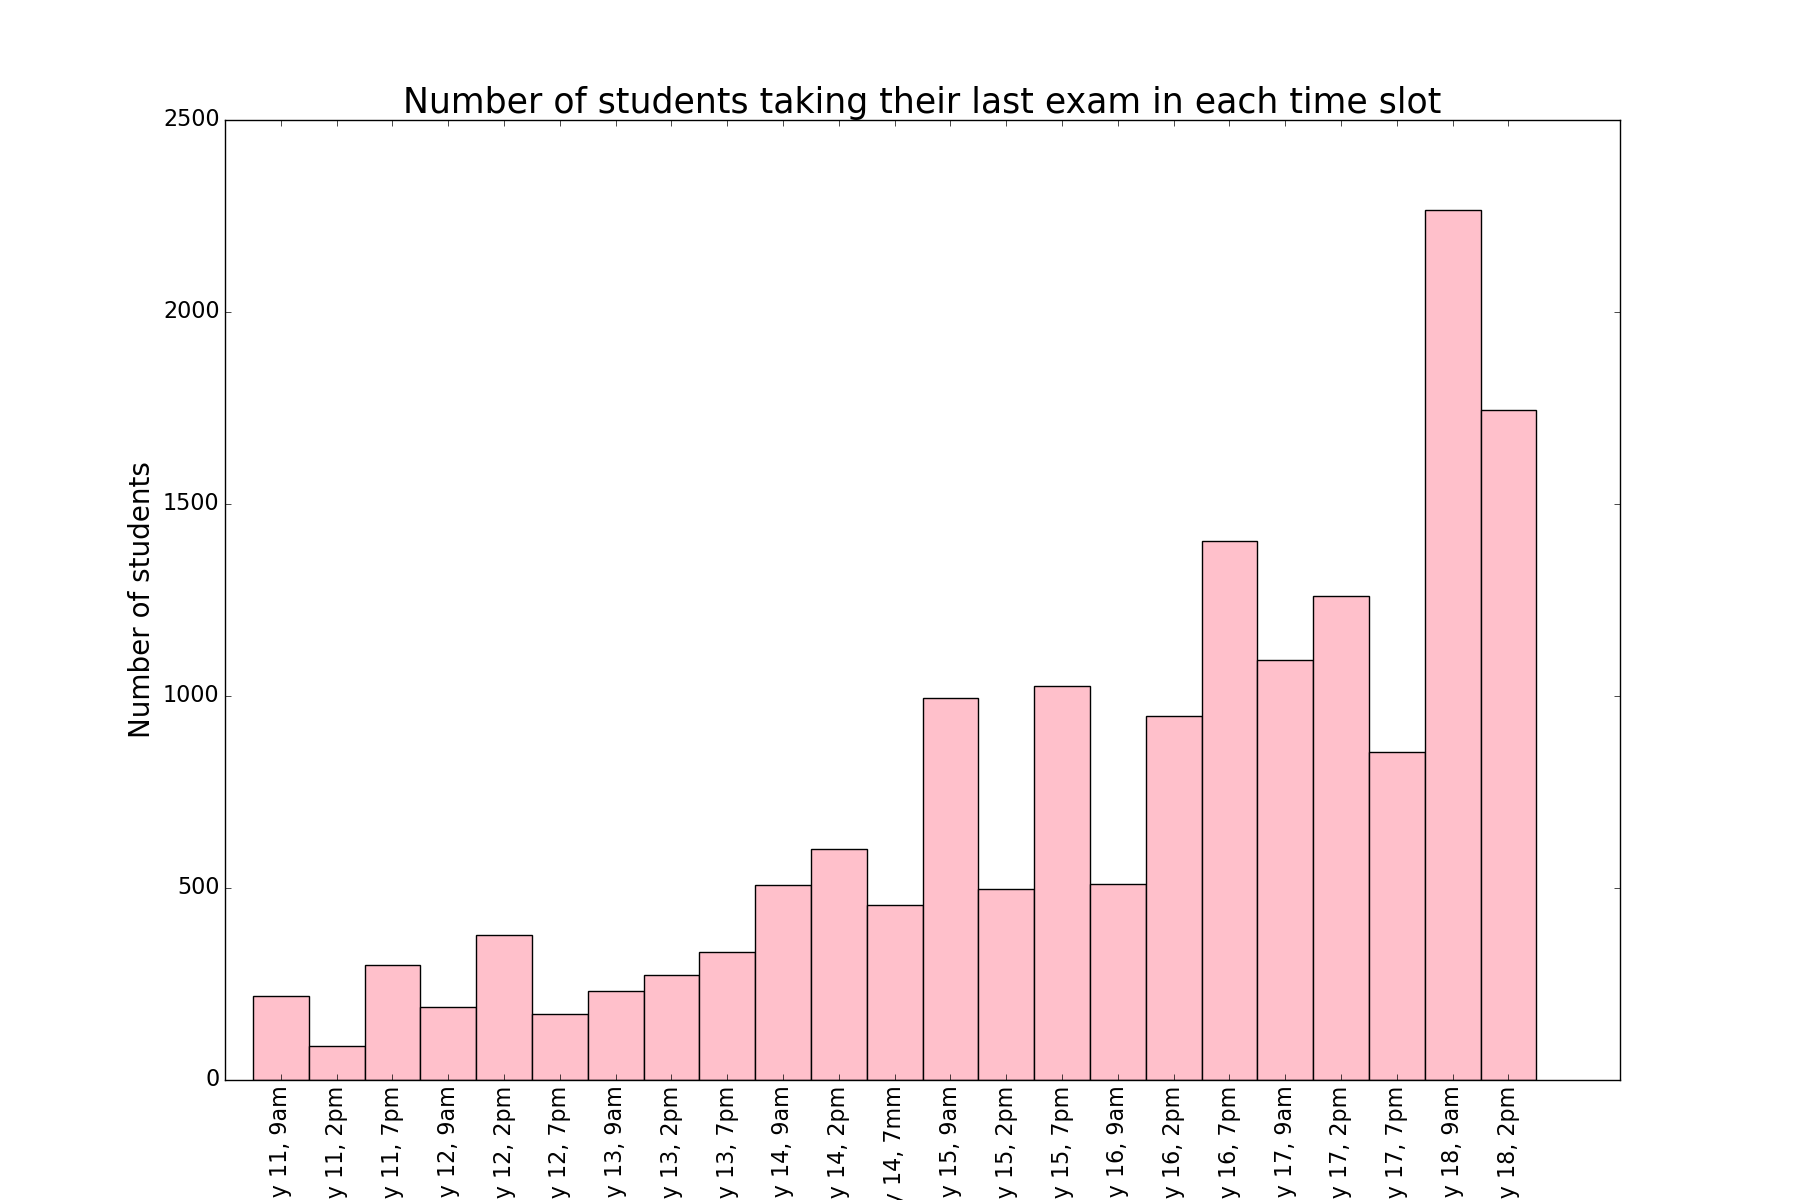 Number of students taking their last exam in each time slot
Number of students
2500
2000
1500
1000
500
0
y 11, 9am
y 11, 2pm
y 11, 7pm
y 12, 9am
y 12, 2pm
y 12, 7pm
y 13, 9am
y 13, 2pm
y 13, 7pm
y 14, 9am
y 14, 2pm
y 14, 7mm
y 15, 9am
y 15, 2pm
y 15, 7pm
y 16, 9am
y 16, 2pm
y 16, 7pm
y 17, 9am
y 17, 2pm
y 17, 7pm
y 18, 9am
y 18, 2pm